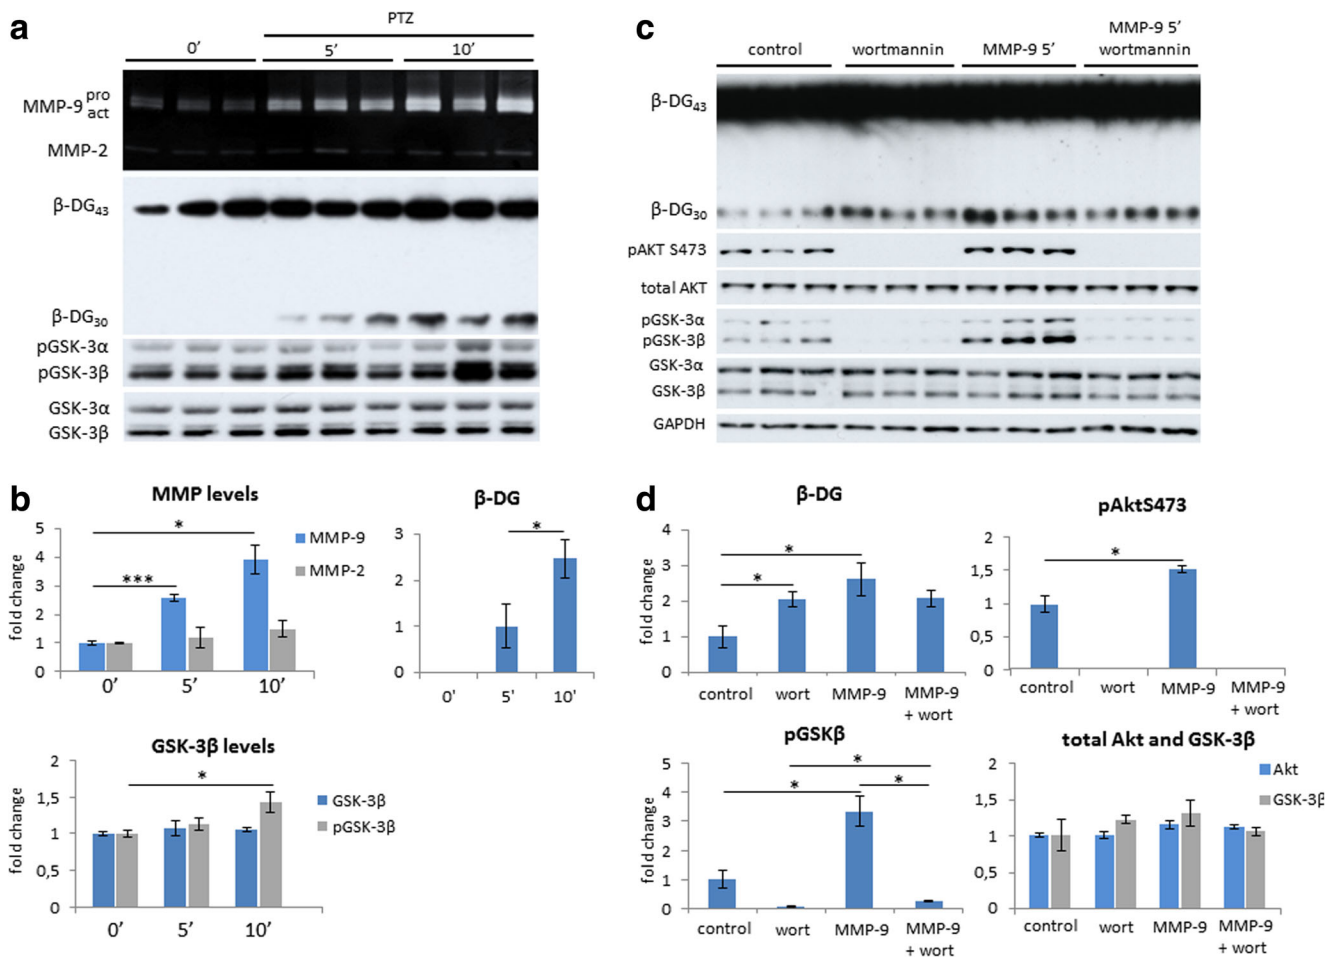 a
PTZ
0' 5' 10'
MMP-9 pro act
MMP-2
β-DG43
β-DG30
pGSK-3α
pGSK-3β
GSK-3α
GSK-3β
b
MMP levels
fold change
5
4
3
2
1
0
*
***
MMP-9
MMP-2
0' 5' 10'
β-DG
3
2
1
0
*
0' 5' 10'
GSK-3β levels
fold change
2
1,5
1
0,5
0
*
GSK-3β
pGSK-3β
0' 5' 10'
c
control wortmannin MMP-9 5' MMP-9 5'
wortmannin
β-DG43
β-DG30
pAKT S473
total AKT
pGSK-3α
pGSK-3β
GSK-3α
GSK-3β
GAPDH
d
β-DG
fold change
4
3
2
1
0
*
*
control wort MMP-9 MMP-9
+ wort
pAktS473
2
1,5
1
0,5
0
*
control wort MMP-9 MMP-9
+ wort
pGSKβ
fold change
5
4
3
2
1
0
*
* *
control wort MMP-9 MMP-9
+ wort
total Akt and GSK-3β
2
1,5
1
0,5
0
Akt
GSK-3β
control wort MMP-9 MMP-9
+ wort